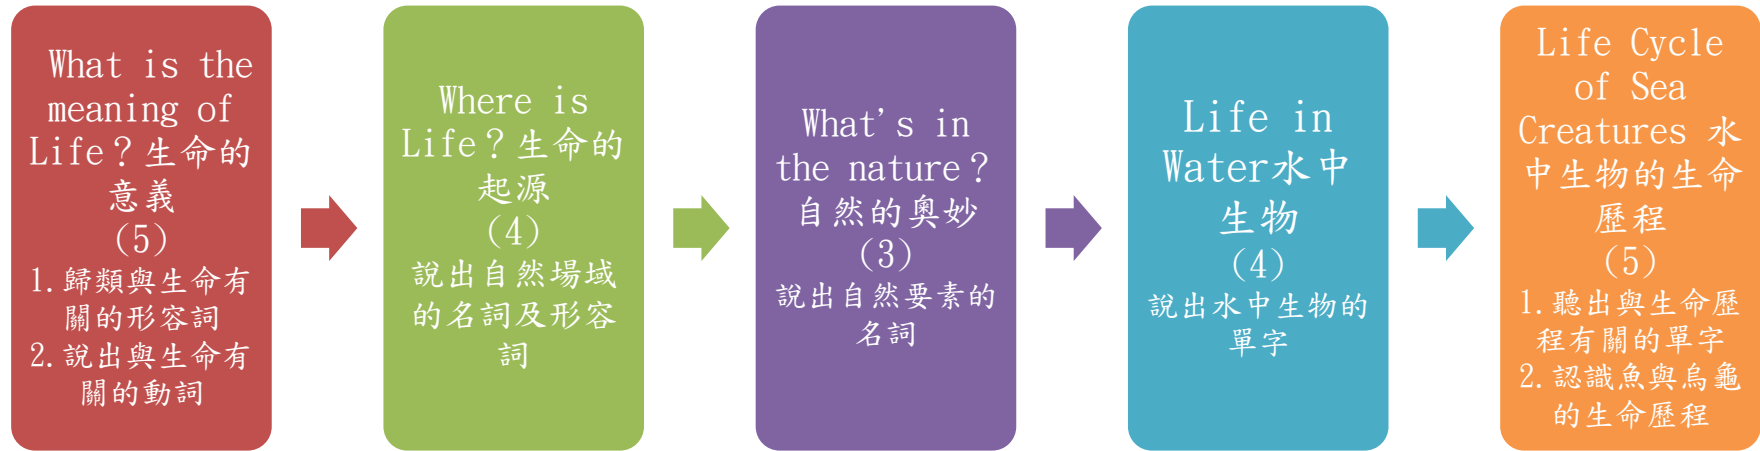 What is the
meaning of
Life？生命的
意義
(5)
1.歸類與生命有
關的形容詞
2.說出與生命有
關的動詞
Where is
Life？生命的
起源
(4)
說出自然場域
的名詞及形容
詞
What's in
the nature？
自然的奧妙
(3)
說出自然要素的
名詞
Life in
Water水中
生物
(4)
說出水中生物的
單字
Life Cycle
of Sea
Creatures 水
中生物的生命
歷程
(5)
1.聽出與生命歷
程有關的單字
2.認識魚與烏龜
的生命歷程